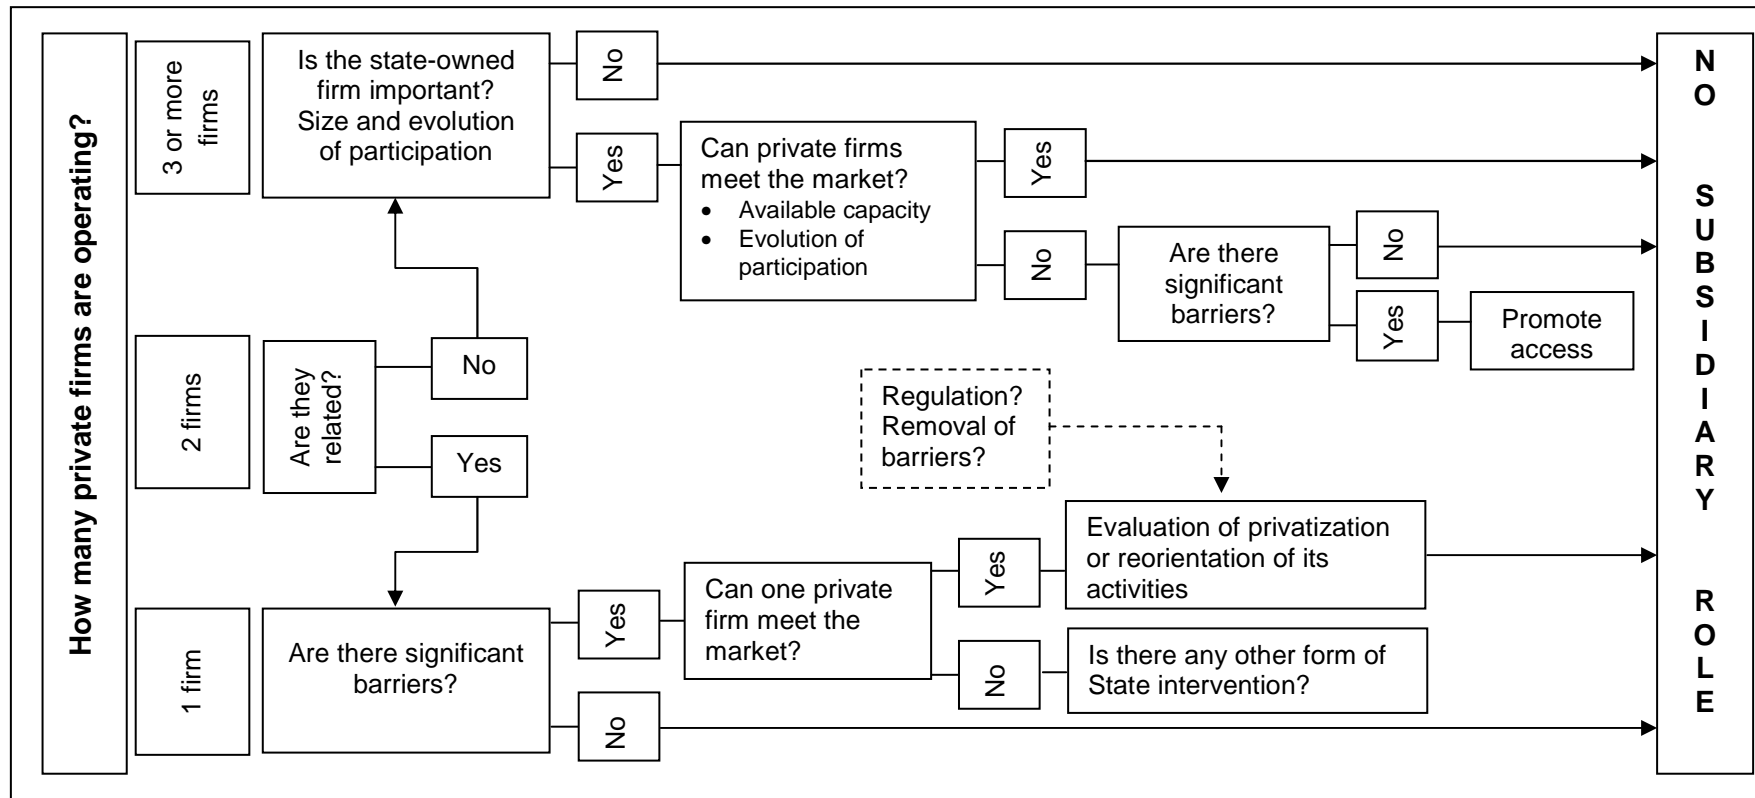 How many private firms are operating?
3 or more
firms
Is the state-owned
firm important?
Size and evolution
of participation
No
Yes
Can private firms
meet the market?
• Available capacity
• Evolution of
participation
Yes
No
Are there
significant
barriers?
No
Yes
Promote
access
2 firms
Are they
related?
No
Yes
Regulation?
Removal of
barriers?
1 firm
Are there significant
barriers?
Yes
No
Can one private
firm meet the
market?
Yes
No
Evaluation of privatization
or reorientation of its
activities
Is there any other form of
State intervention?
NO SUBSIDIARY ROLE